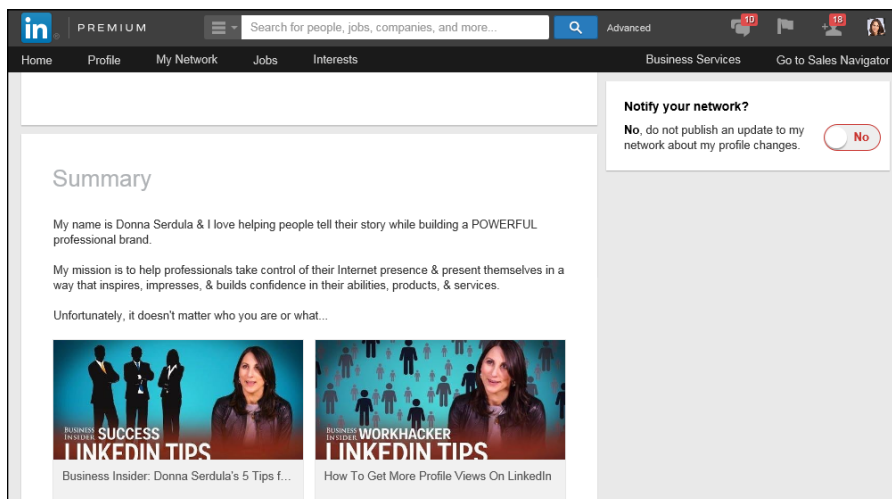 in PREMIUM Search for people, jobs, companies, and more... Advanced 10 18
Home Profile My Network Jobs Interests Business Services Go to Sales Navigator
Notify your network?
No, do not publish an update to my
network about my profile changes.
No
Summary
My name is Donna Serdula & I love helping people tell their story while building a POWERFUL
professional brand.
My mission is to help professionals take control of their Internet presence & present themselves in a
way that inspires, impresses, & builds confidence in their abilities, products, & services.
Unfortunately, it doesn't matter who you are or what...
BUSINESS
INSIDER SUCCESS
LINKEDIN TIPS
Business Insider: Donna Serdula's 5 Tips f...
BUSINESS
INSIDER WORKHACKER
LINKEDIN TIPS
How To Get More Profile Views On LinkedIn